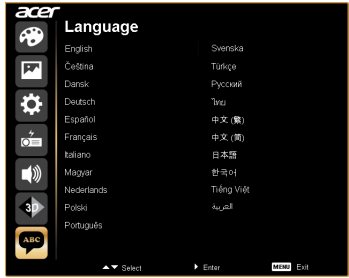 acer
Language
English
Čeština
Dansk
Deutsch
Español
Français
Italiano
Magyar
Nederlands
Polski
Português
Svenska
Türkçe
Русский
ไทย
中文 (繁)
中文 (简)
日本語
한국어
Tiếng Việt
العربية
3D
ABC
Select
Enter
MENU Exit